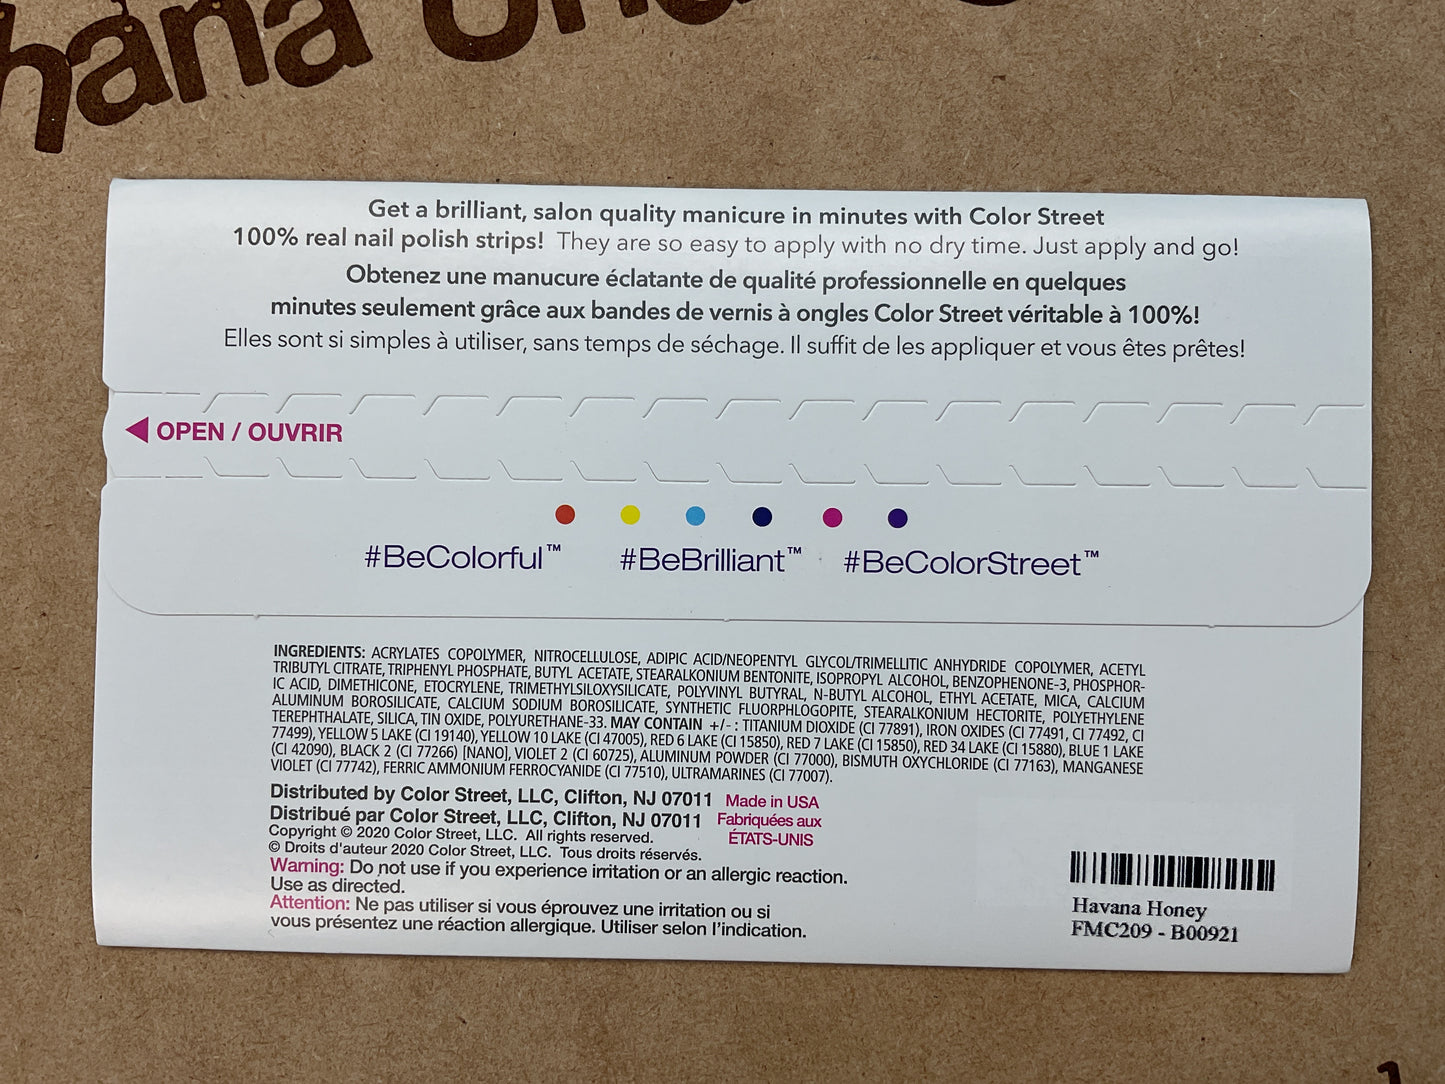 hana
Get a brilliant, salon quality manicure in minutes with Color Street
100% real nail polish strips! They are so easy to apply with no dry time. Just apply and go!
Obtenez une manucure éclatante de qualité professionnelle en quelques
minutes seulement grâce aux bandes de vernis à ongles Color Street véritable à 100%!
Elles sont si simples à utiliser, sans temps de séchage. Il suffit de les appliquer et vous êtes prêtes!
OPEN / OUVRIR
#BeColorful™ #BeBrilliant™ #BeColorStreet™
INGREDIENTS: ACRYLATES COPOLYMER, NITROCELLULOSE, ADIPIC ACID/NEOPENTYL GLYCOL/TRIMELLITIC ANHYDRIDE COPOLYMER, ACETYL
TRIBUTYL CITRATE, TRIPHENYL PHOSPHATE, BUTYL ACETATE, STEARALKONIUM BENTONITE, ISOPROPYL ALCOHOL, BENZOPHENONE-3, PHOSPHOR-
IC ACID, DIMETHICONE, ETOCRYLENE, TRIMETHYLSILOXYSILICATE, POLYVINYL BUTYRAL, N-BUTYL ALCOHOL, ETHYL ACETATE, MICA, CALCIUM
ALUMINUM BOROSILICATE, CALCIUM SODIUM BOROSILICATE, SYNTHETIC FLUORPHLOGOPITE, STEARALKONIUM HECTORITE, POLYETHYLENE
TEREPHTHALATE, SILICA, TIN OXIDE, POLYURETHANE-33. MAY CONTAIN +/- : TITANIUM DIOXIDE (CI 77891), IRON OXIDES (CI 77491, CI 77492, CI
77499), YELLOW 5 LAKE (CI 19140), YELLOW 10 LAKE (CI 47005), RED 6 LAKE (CI 15850), RED 7 LAKE (CI 15850), RED 34 LAKE (CI 15880), BLUE 1 LAKE
(CI 42090), BLACK 2 (CI 77266) [NANO], VIOLET 2 (CI 60725), ALUMINUM POWDER (CI 77000), BISMUTH OXYCHLORIDE (CI 77163), MANGANESE
VIOLET (CI 77742), FERRIC AMMONIUM FERROCYANIDE (CI 77510), ULTRAMARINES (CI 77007).
Distributed by Color Street, LLC, Clifton, NJ 07011
Distribué par Color Street, LLC, Clifton, NJ 07011
Made in USA
Fabriquées aux
ÉTATS-UNIS
Copyright © 2020 Color Street, LLC. All rights reserved.
© Droits d'auteur 2020 Color Street, LLC. Tous droits réservés.
Warning: Do not use if you experience irritation or an allergic reaction.
Use as directed.
Attention: Ne pas utiliser si vous éprouvez une irritation ou si
vous présentez une réaction allergique. Utiliser selon l'indication.
Havana Honey
FMC209 - B00921